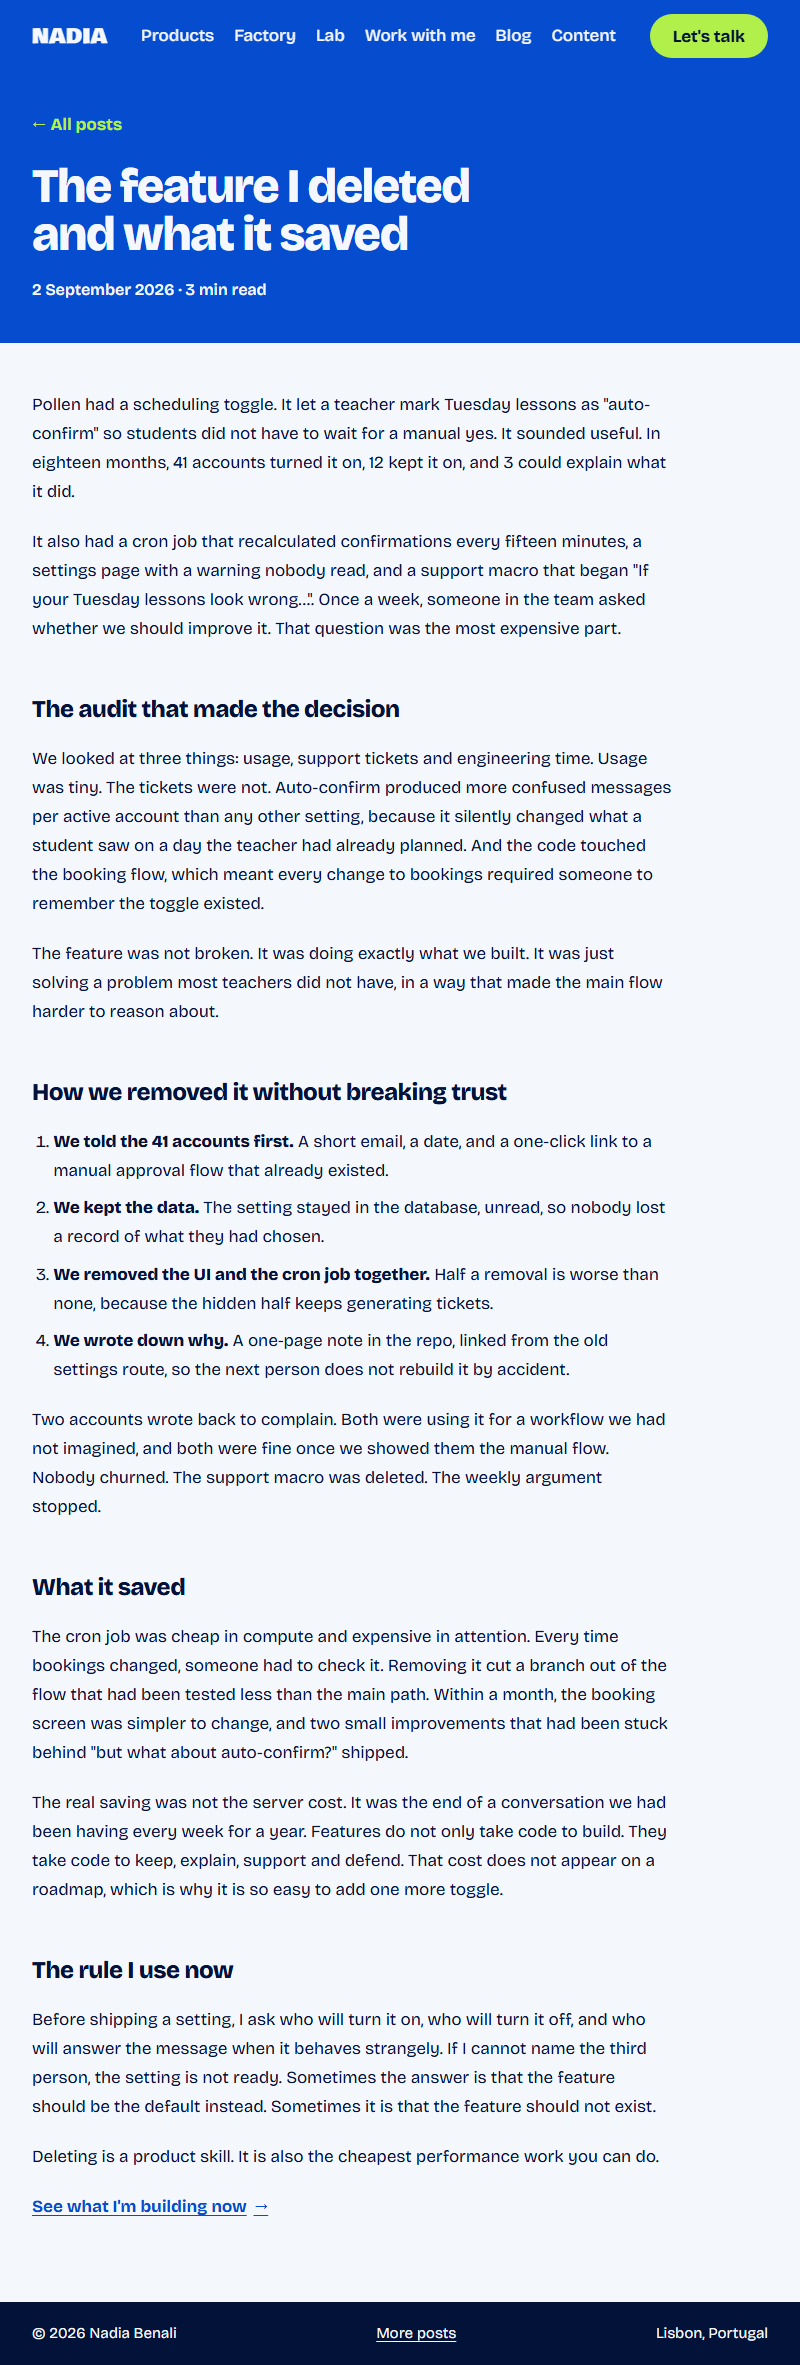 NADIA
Products
Factory
Lab
Work with me
Blog
Content
Let's talk
← All posts
The feature I deleted
and what it saved
2 September 2026 · 3 min read
Pollen had a scheduling toggle. It let a teacher mark Tuesday lessons as "auto-
confirm" so students did not have to wait for a manual yes. It sounded useful. In
eighteen months, 41 accounts turned it on, 12 kept it on, and 3 could explain what
it did.
It also had a cron job that recalculated confirmations every fifteen minutes, a
settings page with a warning nobody read, and a support macro that began "If
your Tuesday lessons look wrong…". Once a week, someone in the team asked
whether we should improve it. That question was the most expensive part.
The audit that made the decision
We looked at three things: usage, support tickets and engineering time. Usage
was tiny. The tickets were not. Auto-confirm produced more confused messages
per active account than any other setting, because it silently changed what a
student saw on a day the teacher had already planned. And the code touched
the booking flow, which meant every change to bookings required someone to
remember the toggle existed.
The feature was not broken. It was doing exactly what we built. It was just
solving a problem most teachers did not have, in a way that made the main flow
harder to reason about.
How we removed it without breaking trust
1. We told the 41 accounts first. A short email, a date, and a one-click link to a
manual approval flow that already existed.
2. We kept the data. The setting stayed in the database, unread, so nobody lost
a record of what they had chosen.
3. We removed the UI and the cron job together. Half a removal is worse than
none, because the hidden half keeps generating tickets.
4. We wrote down why. A one-page note in the repo, linked from the old
settings route, so the next person does not rebuild it by accident.
Two accounts wrote back to complain. Both were using it for a workflow we had
not imagined, and both were fine once we showed them the manual flow.
Nobody churned. The support macro was deleted. The weekly argument
stopped.
What it saved
The cron job was cheap in compute and expensive in attention. Every time
bookings changed, someone had to check it. Removing it cut a branch out of the
flow that had been tested less than the main path. Within a month, the booking
screen was simpler to change, and two small improvements that had been stuck
behind "but what about auto-confirm?" shipped.
The real saving was not the server cost. It was the end of a conversation we had
been having every week for a year. Features do not only take code to build. They
take code to keep, explain, support and defend. That cost does not appear on a
roadmap, which is why it is so easy to add one more toggle.
The rule I use now
Before shipping a setting, I ask who will turn it on, who will turn it off, and who
will answer the message when it behaves strangely. If I cannot name the third
person, the setting is not ready. Sometimes the answer is that the feature
should be the default instead. Sometimes it is that the feature should not exist.
Deleting is a product skill. It is also the cheapest performance work you can do.
See what I'm building now →
© 2026 Nadia Benali
More posts
Lisbon, Portugal